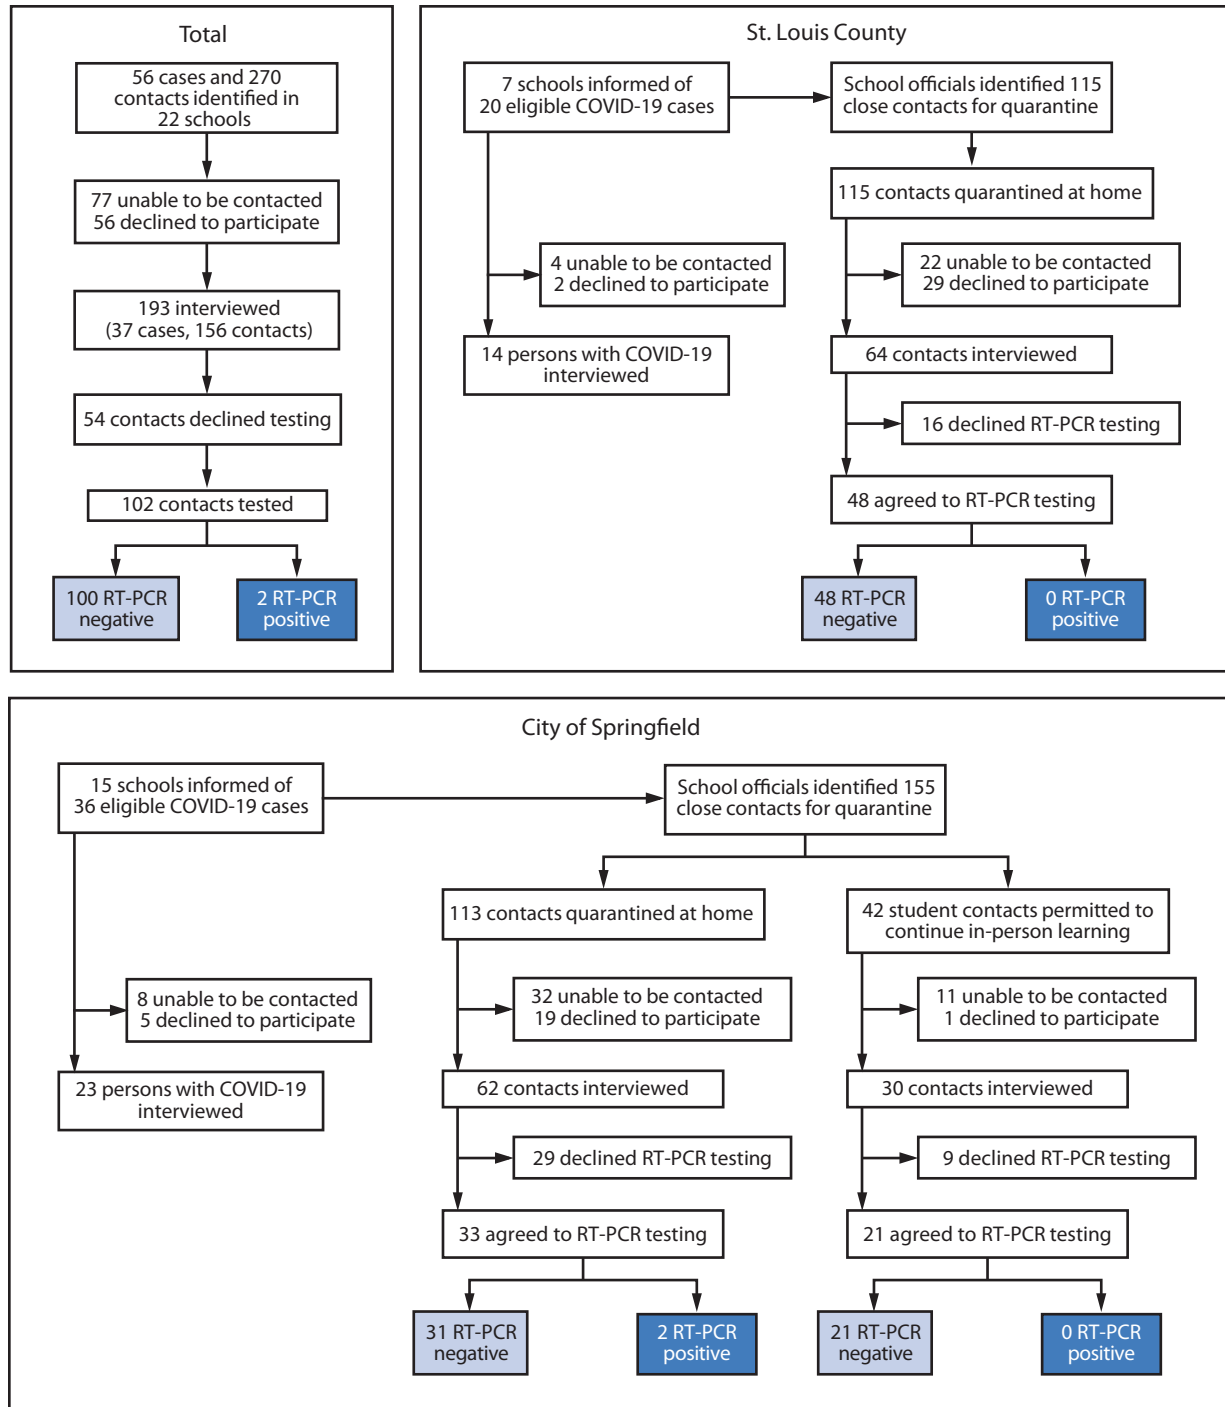 Total
56 cases and 270
contacts identified in
22 schools
77 unable to be contacted
56 declined to participate
193 interviewed
(37 cases, 156 contacts)
54 contacts declined testing
102 contacts tested
100 RT-PCR
negative
2 RT-PCR
positive
St. Louis County
7 schools informed of
20 eligible COVID-19 cases
School officials identified 115
close contacts for quarantine
115 contacts quarantined at home
4 unable to be contacted
2 declined to participate
22 unable to be contacted
29 declined to participate
14 persons with COVID-19
interviewed
64 contacts interviewed
16 declined RT-PCR testing
48 agreed to RT-PCR testing
48 RT-PCR
negative
0 RT-PCR
positive
City of Springfield
15 schools informed of
36 eligible COVID-19 cases
School officials identified 155
close contacts for quarantine
113 contacts quarantined at home
42 student contacts permitted to
continue in-person learning
8 unable to be contacted
5 declined to participate
32 unable to be contacted
19 declined to participate
11 unable to be contacted
1 declined to participate
23 persons with COVID-19
interviewed
62 contacts interviewed
30 contacts interviewed
29 declined RT-PCR testing
9 declined RT-PCR testing
33 agreed to RT-PCR testing
21 agreed to RT-PCR testing
31 RT-PCR
negative
2 RT-PCR
positive
21 RT-PCR
negative
0 RT-PCR
positive